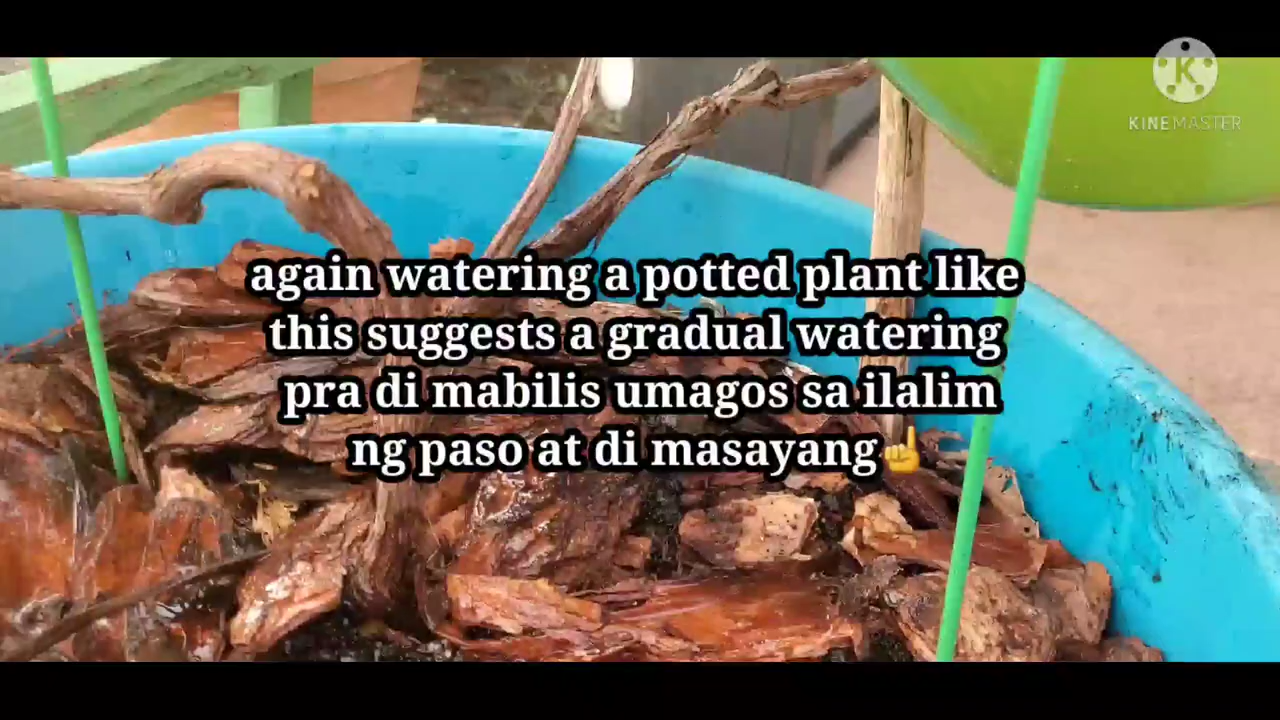 KINEMASTER
again watering a potted plant like
this suggests a gradual watering
pra di mabilis umagos sa ilalim
ng paso at di masayang☝